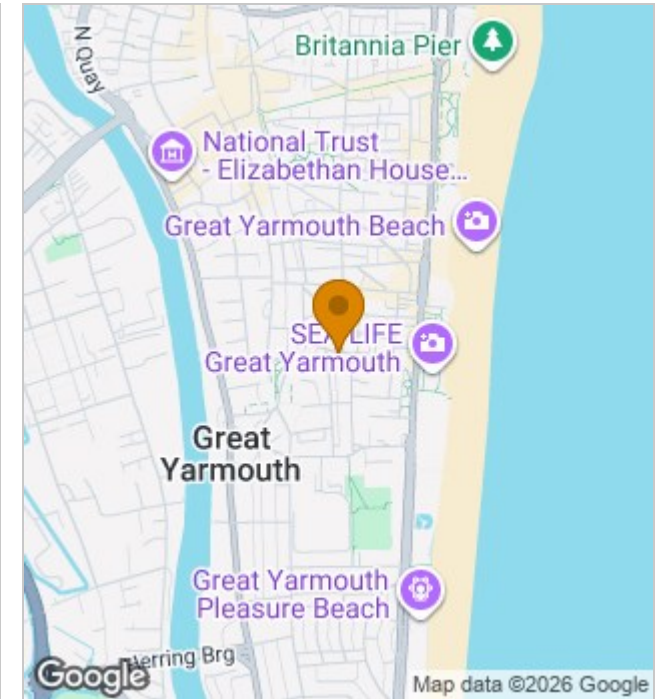 N Quay
Britannia Pier
National Trust
- Elizabethan House...
Great Yarmouth Beach
SEA LIFE
Great Yarmouth
Great
Yarmouth
Great Yarmouth
Pleasure Beach
Herring Brg
Google
Map data ©2026 Google